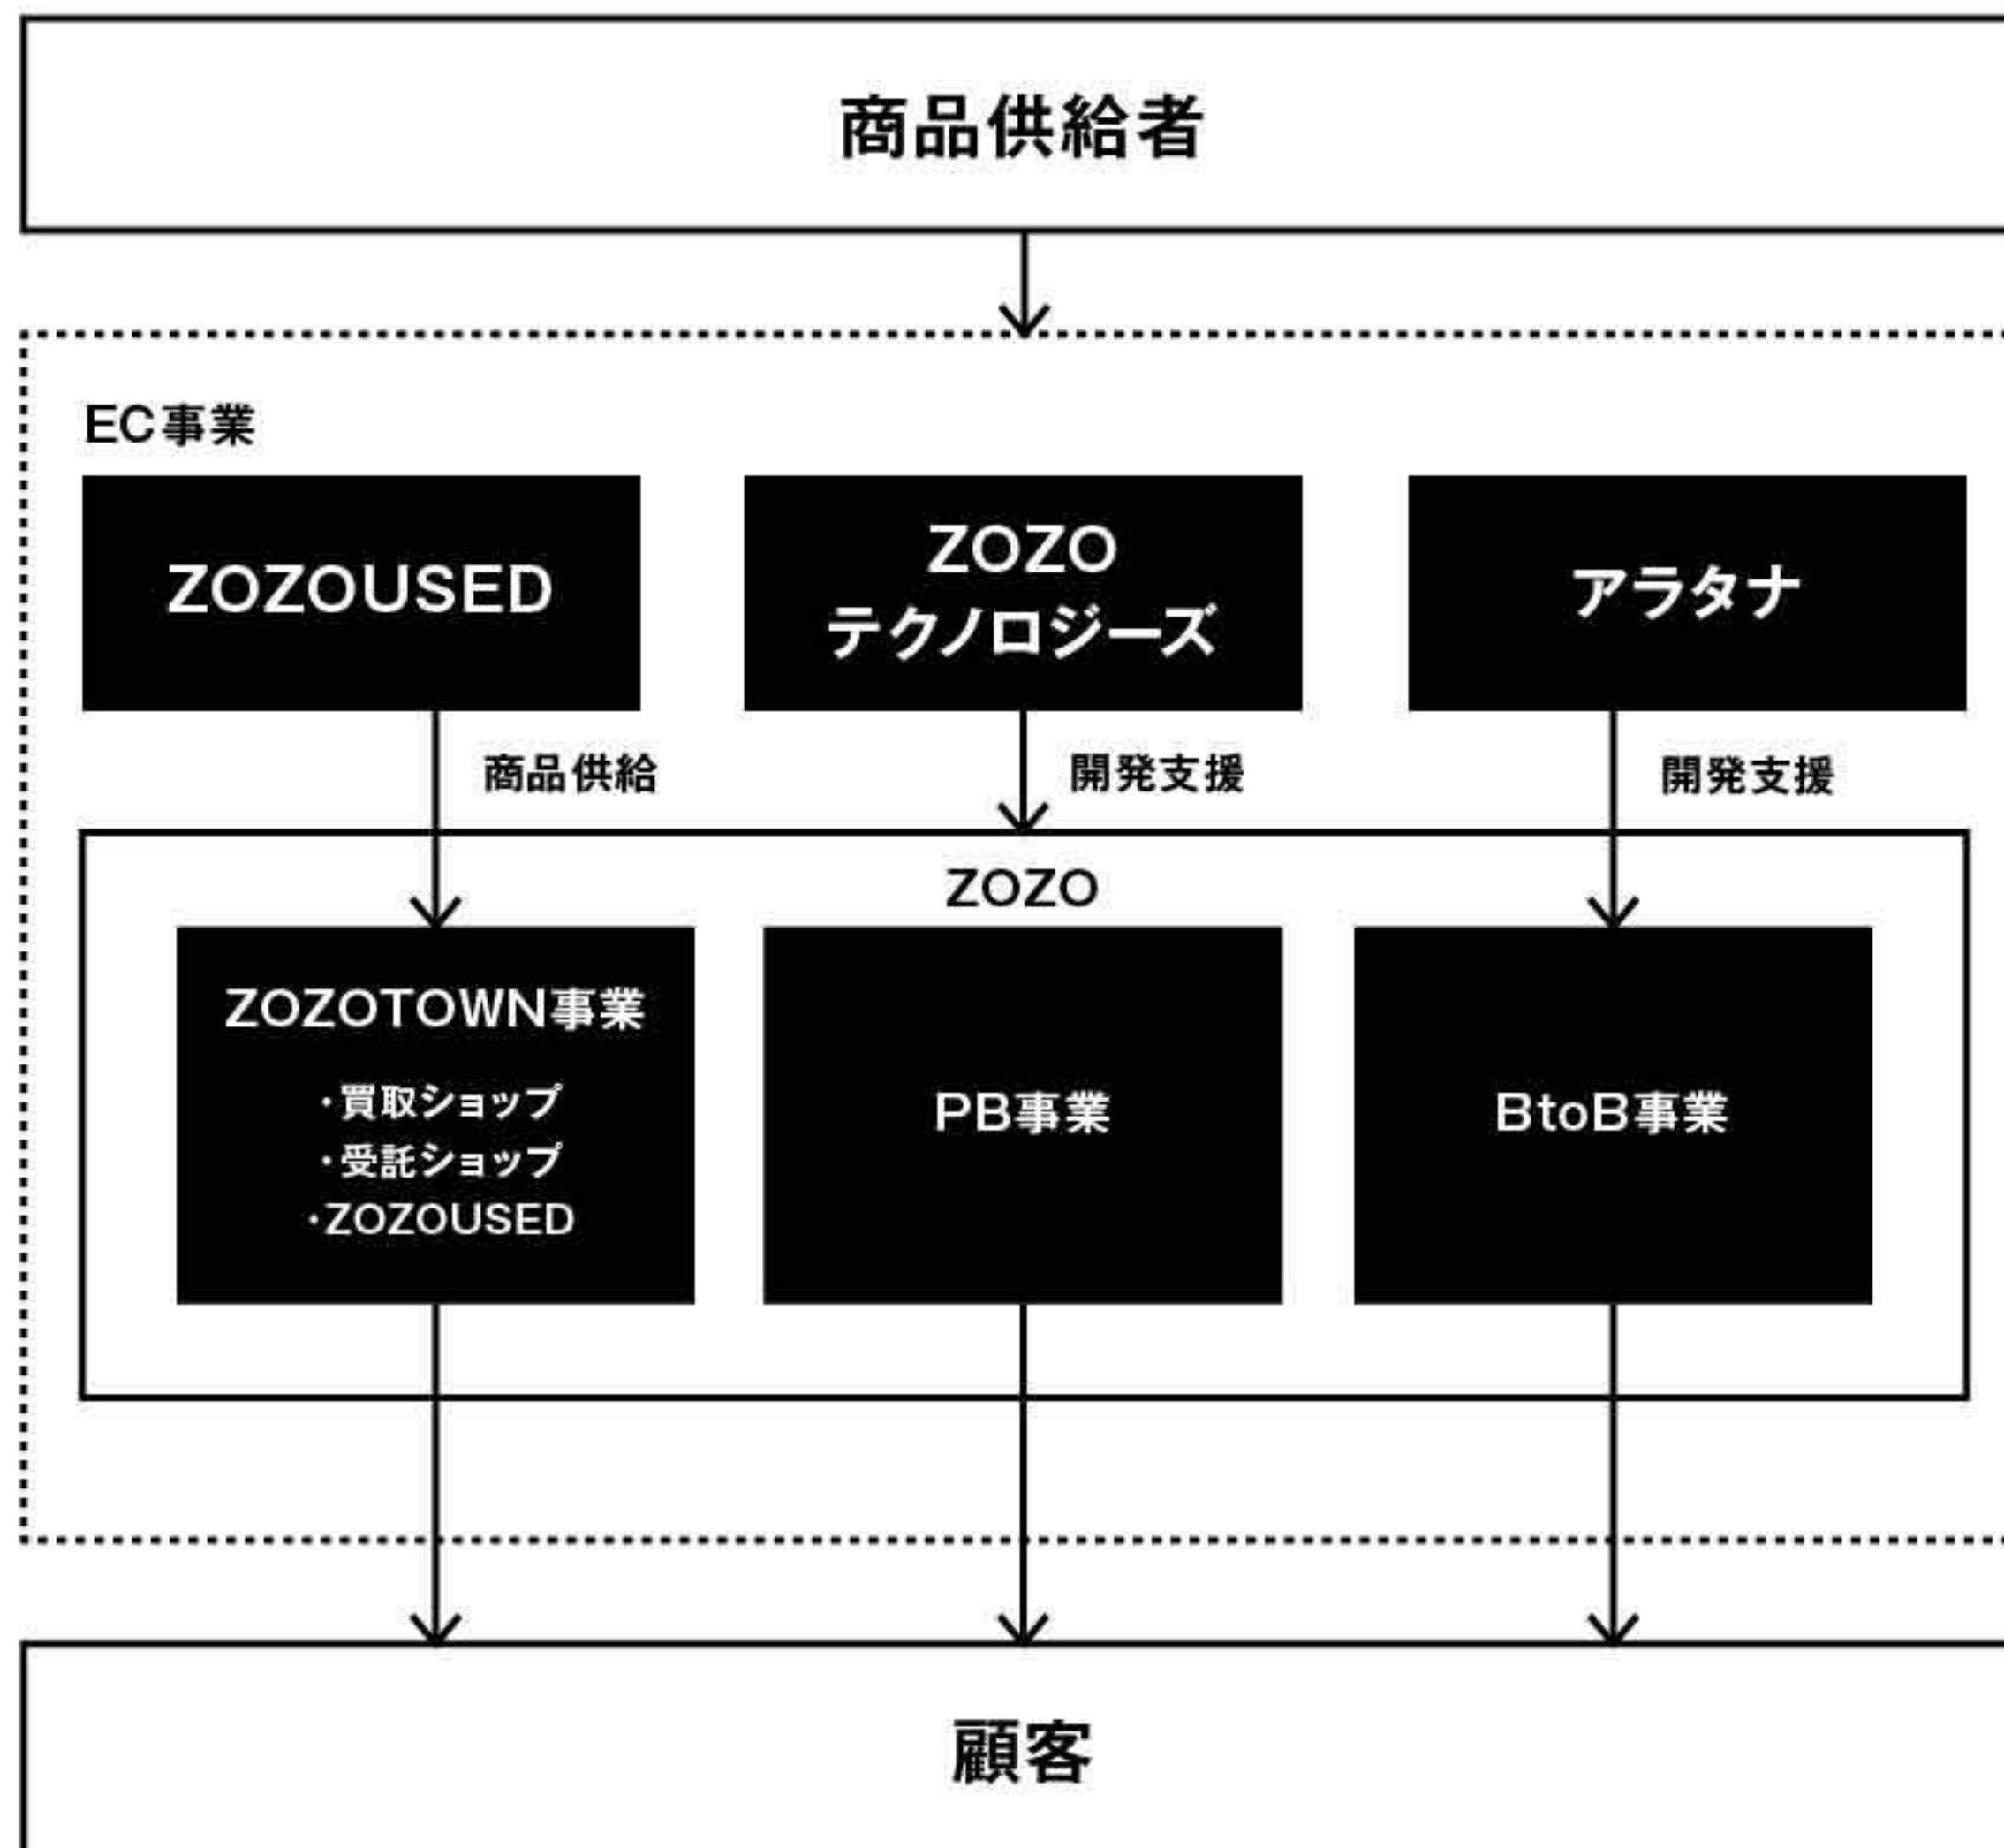 商品供給者
EC事業
ZOZOUSED
ZOZO
テクノロジーズ
アラタナ
商品供給
開発支援
開発支援
ZOZO
ZOZOTOWN事業
・買取ショップ
・受託ショップ
・ZOZOUSED
PB事業
BtoB事業
顧客